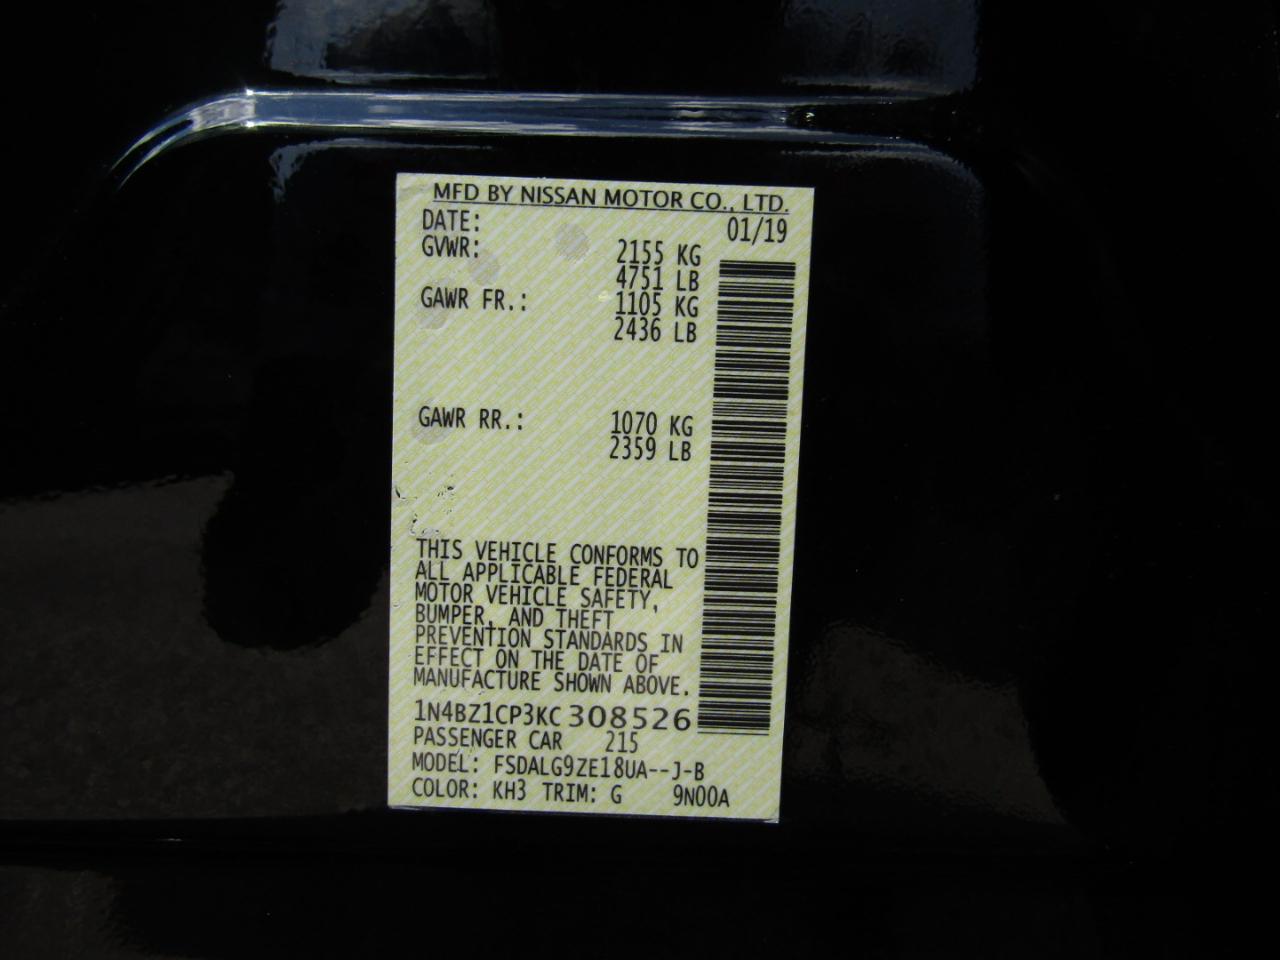 MFD BY NISSAN MOTOR CO., LTD.
DATE: 01/19
GVWR: 2155 KG
4751 LB
GAWR FR.: 1105 KG
2436 LB
GAWR RR.: 1070 KG
2359 LB
THIS VEHICLE CONFORMS TO
ALL APPLICABLE FEDERAL
MOTOR VEHICLE SAFETY,
BUMPER, AND THEFT
PREVENTION STANDARDS IN
EFFECT ON THE DATE OF
MANUFACTURE SHOWN ABOVE.
1N4BZ1CP3KC308526
PASSENGER CAR 215
MODEL: FSDALG9ZE18UA--J-B
COLOR: KH3 TRIM: G 9N00A